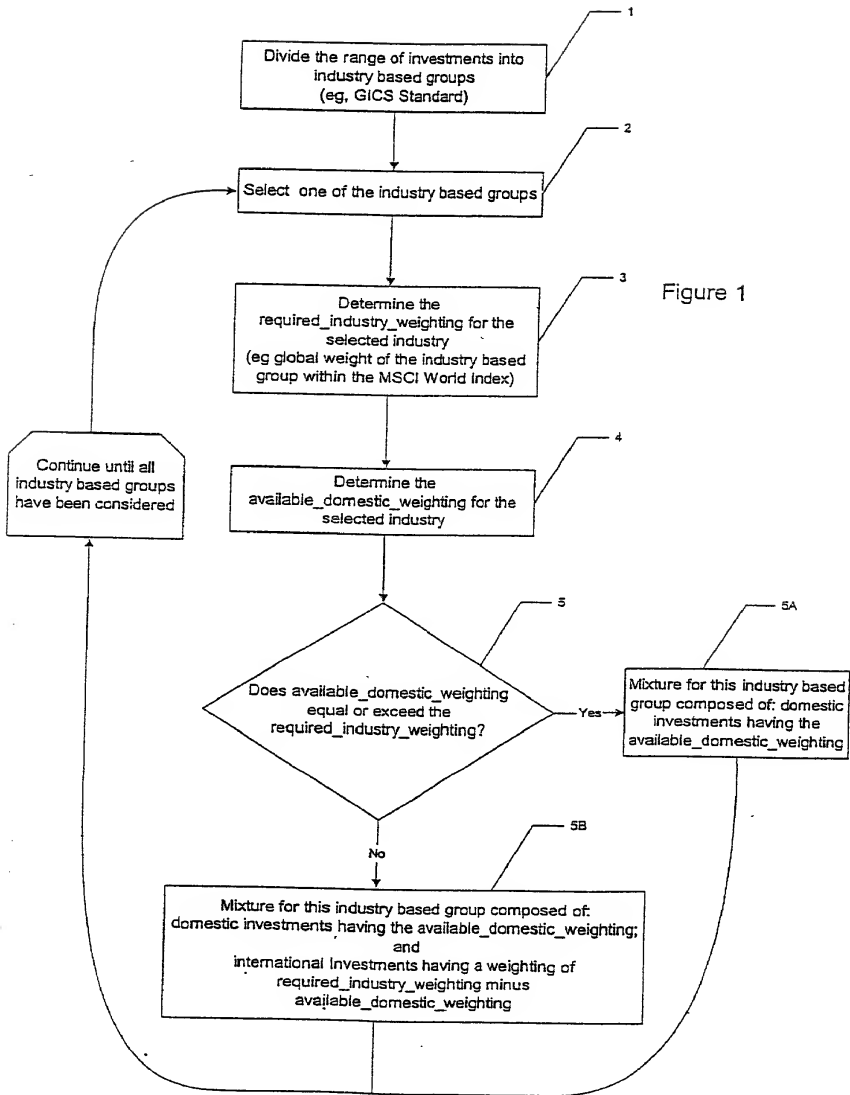 1
Divide the range of investments into
industry based groups
(eg, GICS Standard)
2
Select one of the industry based groups
3
Determine the
required_industry_weighting for the
selected industry
(eg global weight of the industry based
group within the MSCI World Index)
Figure 1
4
Determine the
available_domestic_weighting for the
selected industry
Continue until all
industry based groups
have been considered
5
Does available_domestic_weighting
equal or exceed the
required_industry_weighting?
Yes
5A
Mixture for this industry based
group composed of: domestic
investments having the
available_domestic_weighting
No
5B
Mixture for this industry based group composed of:
domestic investments having the available_domestic_weighting;
and
international Investments having a weighting of
required_industry_weighting minus
available_domestic_weighting